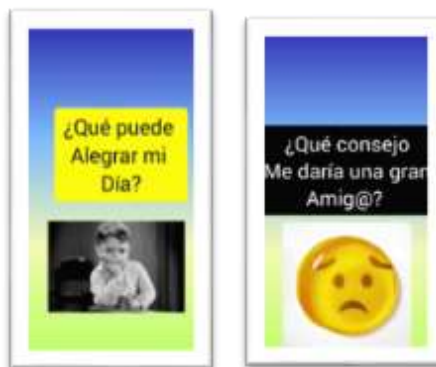 ¿Qué puede
Alegrar mi
Día?
¿Qué consejo
Me daría una gran
Amig@?